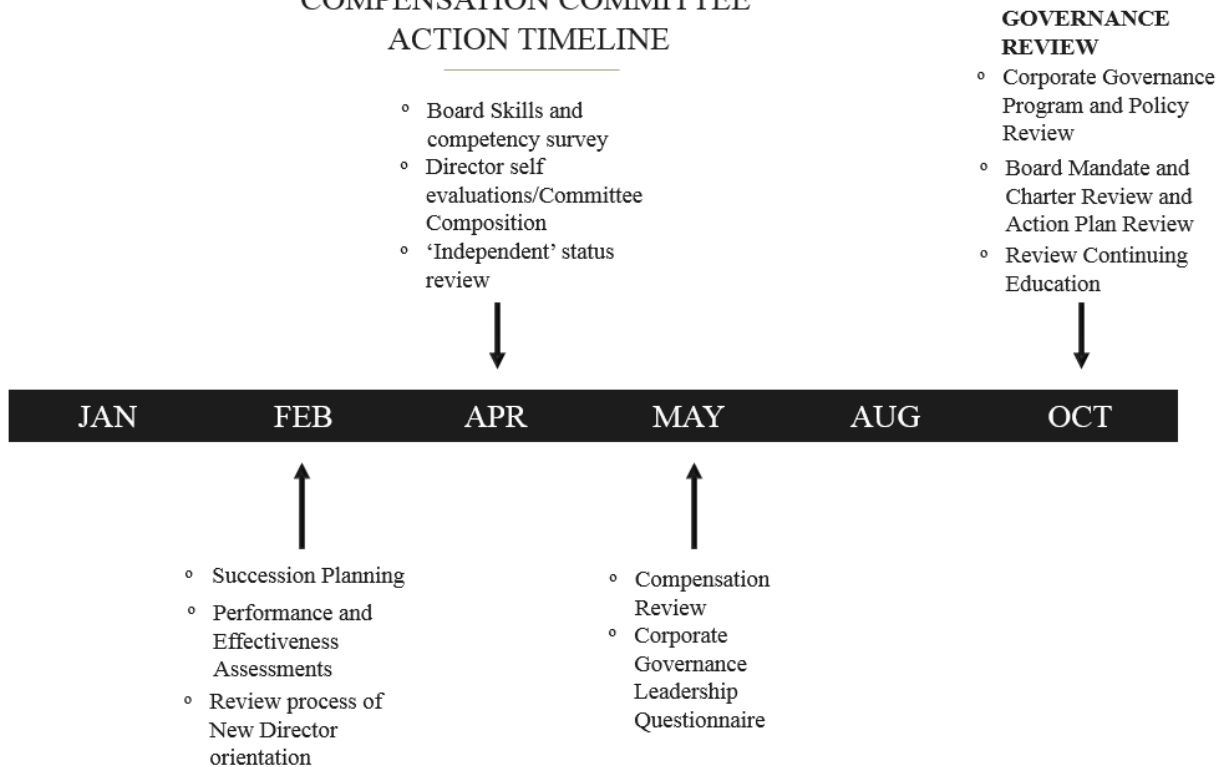 COMPENSATION COMMITTEE
ACTION TIMELINE
º Board Skills and
competency survey
º Director self
evaluations/Committee
Composition
º ‘Independent’ status
review
GOVERNANCE
REVIEW
º Corporate Governance
Program and Policy
Review
º Board Mandate and
Charter Review and
Action Plan Review
º Review Continuing
Education
JAN FEB APR MAY AUG OCT
º Succession Planning
º Performance and
Effectiveness
Assessments
º Review process of
New Director
orientation
º Compensation
Review
º Corporate
Governance
Leadership
Questionnaire